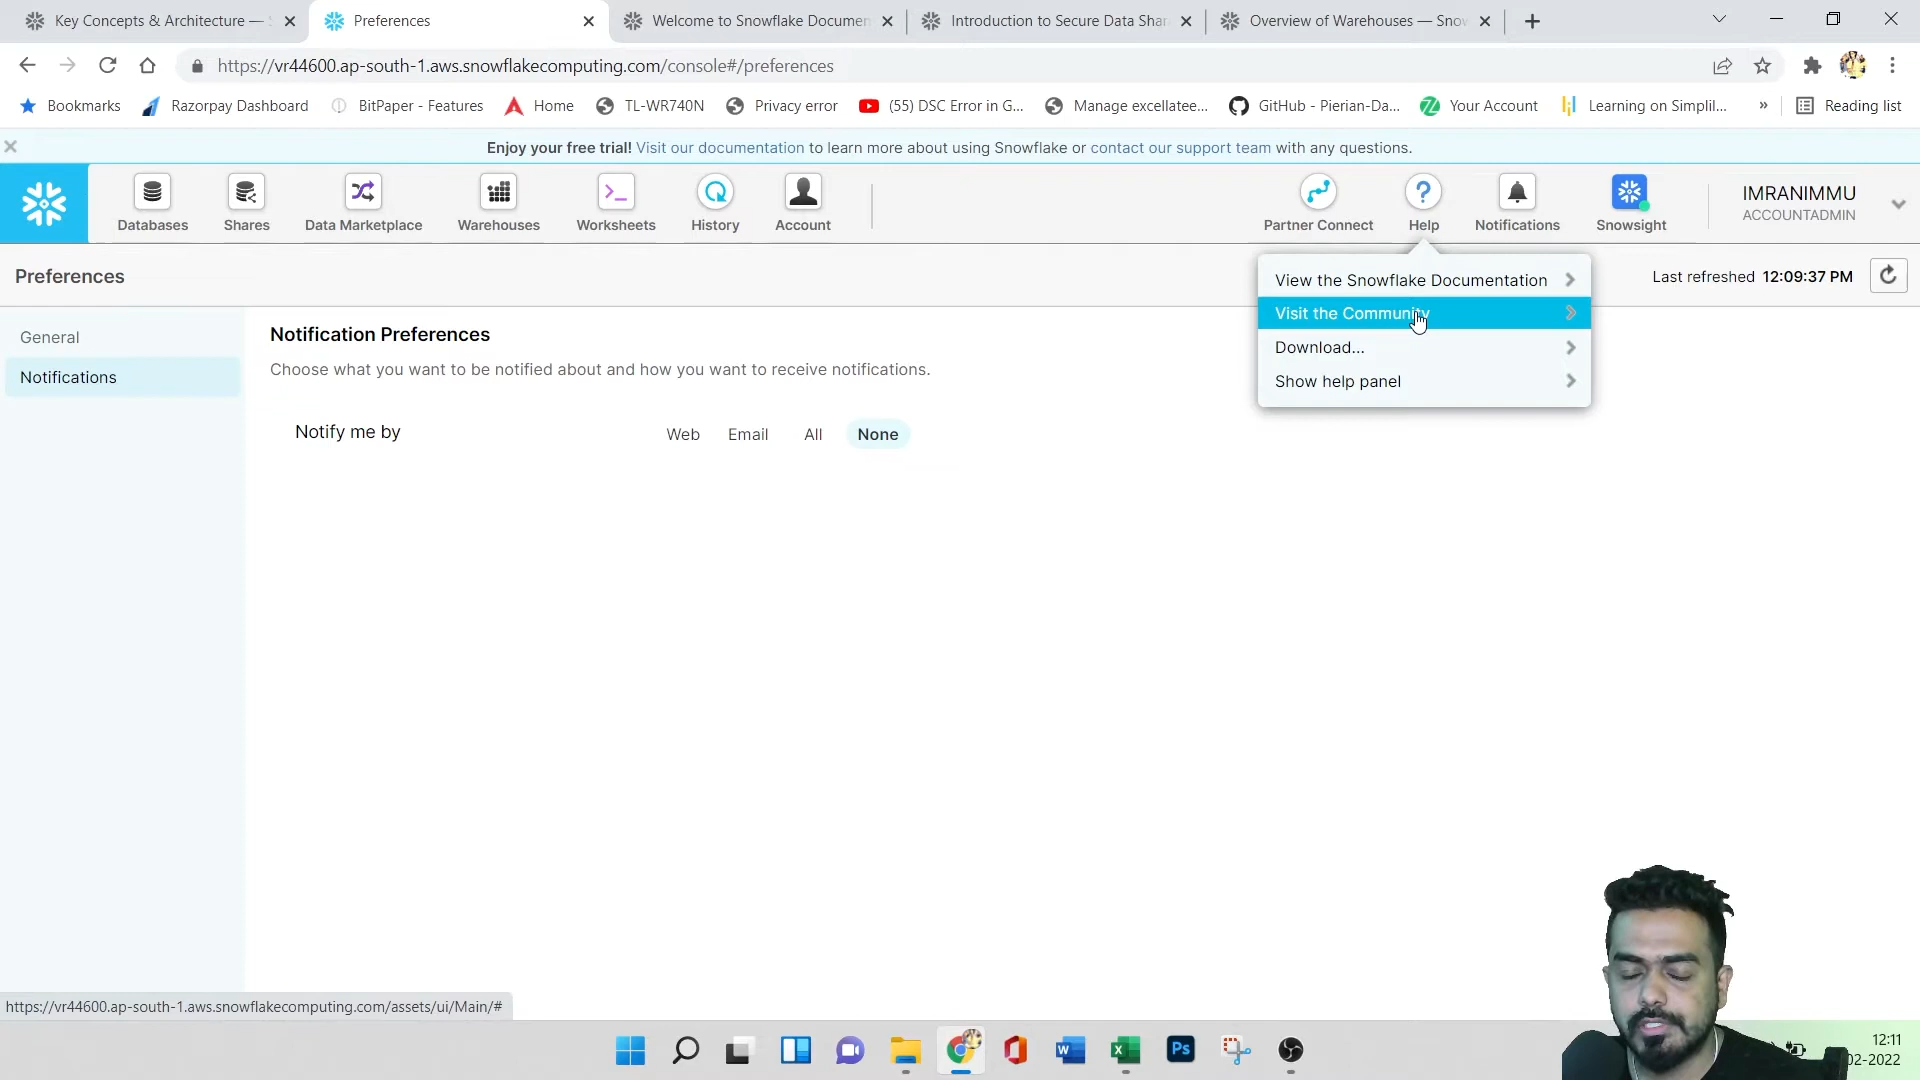 Key Concepts & Architecture —
Preferences
Welcome to Snowflake Documen
Introduction to Secure Data Shar
Overview of Warehouses — Snow
https://vr44600.ap-south-1.aws.snowflakecomputing.com/console#/preferences
Bookmarks
Razorpay Dashboard
BitPaper - Features
Home
TL-WR740N
Privacy error
(55) DSC Error in G...
Manage excellatee...
GitHub - Pierian-Da...
Your Account
Learning on Simplil...
»
Reading list
Enjoy your free trial! Visit our documentation to learn more about using Snowflake or contact our support team with any questions.
Databases
Shares
Data Marketplace
Warehouses
Worksheets
History
Account
Partner Connect
Help
Notifications
Snowsight
IMRANIMMU
ACCOUNTADMIN
Preferences
View the Snowflake Documentation
Visit the Community
Download...
Show help panel
Last refreshed 12:09:37 PM
General
Notifications
Notification Preferences
Choose what you want to be notified about and how you want to receive notifications.
Notify me by
Web
Email
All
None
https://vr44600.ap-south-1.aws.snowflakecomputing.com/assets/ui/Main/#
Ps
12:11
02-2022